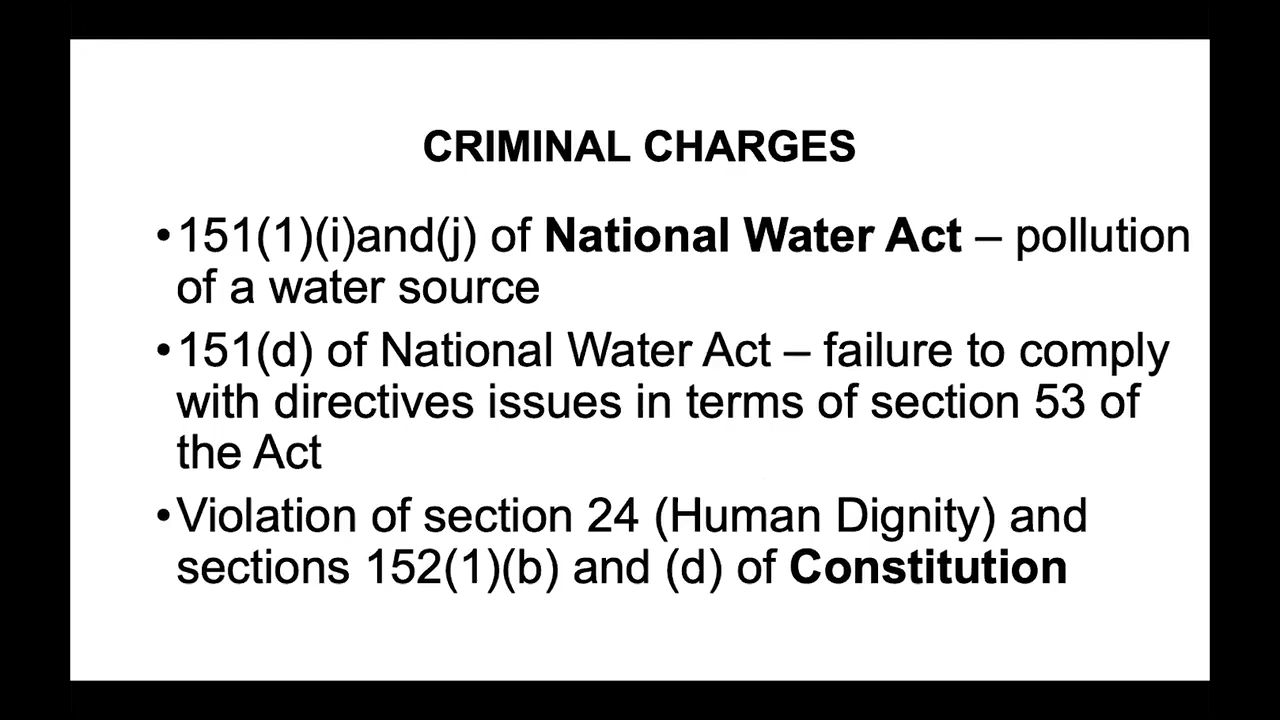 CRIMINAL CHARGES
•151(1)(i)and(j) of National Water Act – pollution
of a water source
•151(d) of National Water Act – failure to comply
with directives issues in terms of section 53 of
the Act
•Violation of section 24 (Human Dignity) and
sections 152(1)(b) and (d) of Constitution